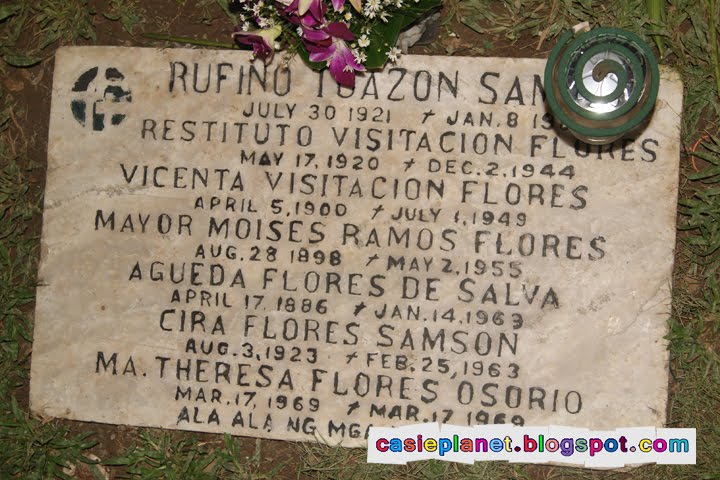 RUFINO TUAZON SAM
JULY 30 1921 † JAN. 8
RESTITUTO VISITACION FLORES
MAY 17, 1920 † DEC. 2, 1944
VICENTA VISITACION FLORES
APRIL 5, 1900 † JULY 1, 1949
MAYOR MOISES RAMOS FLORES
AUG. 28 1898 † MAY 2, 1955
AGUEDA FLORES DE SALVA
APRIL 17, 1886 † JAN. 14, 1963
CIRA FLORES SAMSON
AUG. 3, 1923 † FEB. 25, 1963
MA. THERESA FLORES OSORIO
MAR. 17, 1969 † MAR. 17 1969
ALA ALA NG MGA
casieplanet.blogspot.com